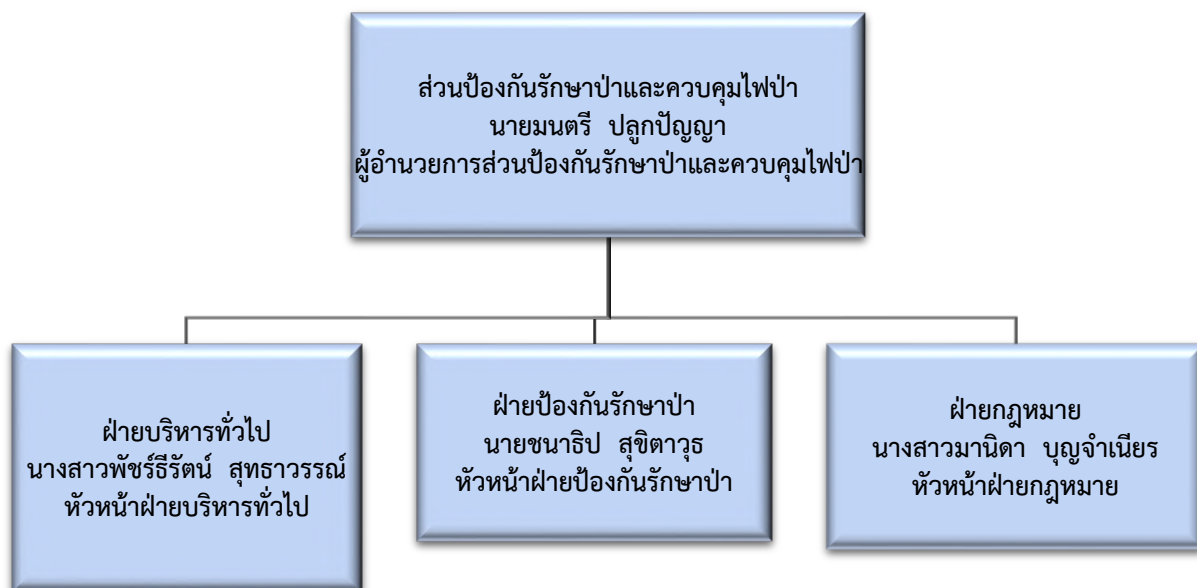 ส่วนป้องกันรักษาป่าและควบคุมไฟป่า
นายมนตรี ปลูกปัญญา
ผู้อำนวยการส่วนป้องกันรักษาป่าและควบคุมไฟป่า
ฝ่ายบริหารทั่วไป
นางสาวพัชร์ธีรัตน์ สุทธาวรรณ์
หัวหน้าฝ่ายบริหารทั่วไป
ฝ่ายป้องกันรักษาป่า
นายชนาธิป สุขิตาวุธ
หัวหน้าฝ่ายป้องกันรักษาป่า
ฝ่ายกฎหมาย
นางสาวมานิดา บุญจำเนียร
หัวหน้าฝ่ายกฎหมาย